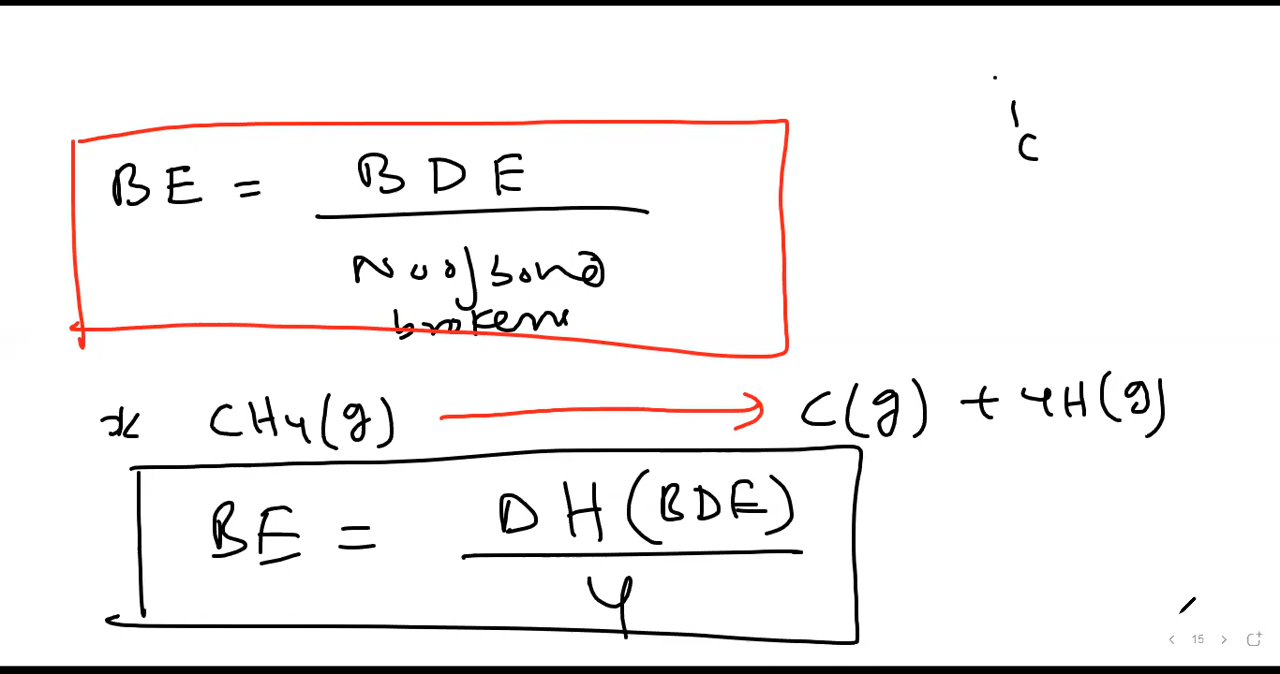 BE = BDE
No of bond
broken
* CH4(g) → C(g) + 4H(g)
BE = DH(BDE)
4
C
15